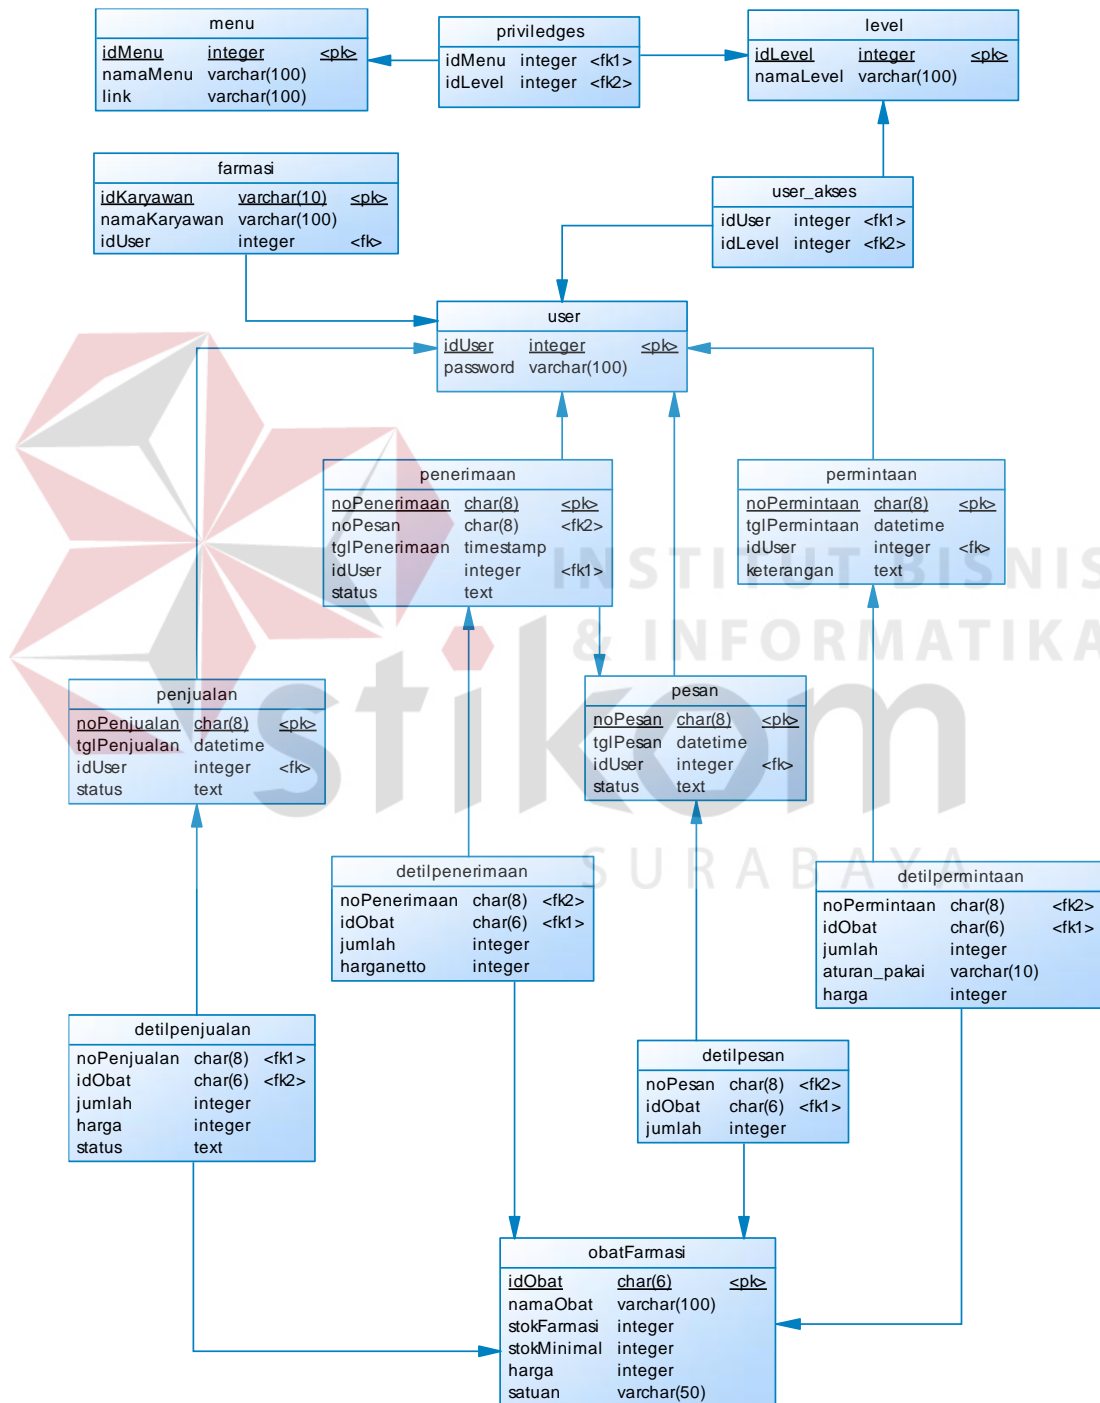 menu
idMenu integer <pk>
namaMenu varchar(100)
link varchar(100)
priviledges
idMenu integer <fk1>
idLevel integer <fk2>
level
idLevel integer <pk>
namaLevel varchar(100)
farmasi
idKaryawan varchar(10) <pk>
namaKaryawan varchar(100)
idUser integer <fk>
user_akses
idUser integer <fk1>
idLevel integer <fk2>
user
idUser integer <pk>
password varchar(100)
penerimaan
noPenerimaan char(8) <pk>
noPesan char(8) <fk2>
tglPenerimaan timestamp
idUser integer <fk1>
status text
permintaan
noPermintaan char(8) <pk>
tglPermintaan datetime
idUser integer <fk>
keterangan text
INSTITUT BISNIS
& INFORMATIKA
stikom
SURABAYA
penjualan
noPenjualan char(8) <pk>
tglPenjualan datetime
idUser integer <fk>
status text
pesan
noPesan char(8) <pk>
tglPesan datetime
idUser integer <fk>
status text
detilpenerimaan
noPenerimaan char(8) <fk2>
idObat char(6) <fk1>
jumlah integer
harganetto integer
detilpermintaan
noPermintaan char(8) <fk2>
idObat char(6) <fk1>
jumlah integer
aturan_pakai varchar(10)
harga integer
detilpenjualan
noPenjualan char(8) <fk1>
idObat char(6) <fk2>
jumlah integer
harga integer
status text
detilpesan
noPesan char(8) <fk2>
idObat char(6) <fk1>
jumlah integer
obatFarmasi
idObat char(6) <pk>
namaObat varchar(100)
stokFarmasi integer
stokMinimal integer
harga integer
satuan varchar(50)